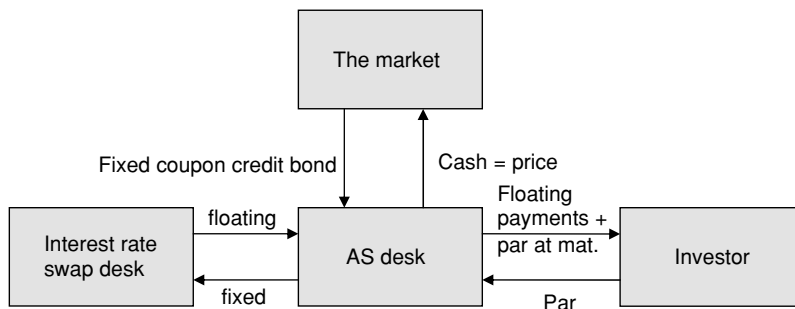 The market
Fixed coupon credit bond
Cash = price
Floating
payments +
par at mat.
floating
Interest rate
swap desk
AS desk
Investor
fixed
Par